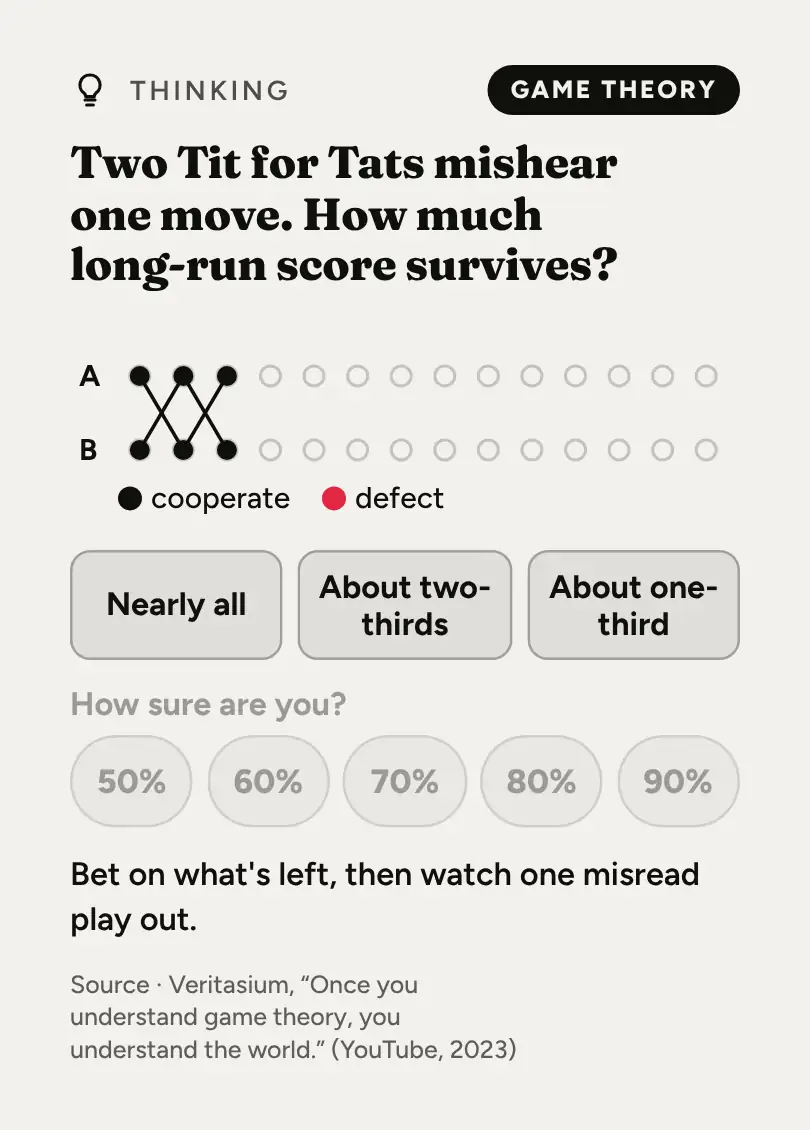 THINKING
GAME THEORY
Two Tit for Tats mishear
one move. How much
long-run score survives?
A
B
cooperate
defect
Nearly all
About two-
thirds
About one-
third
How sure are you?
50%
60%
70%
80%
90%
Bet on what's left, then watch one misread
play out.
Source · Veritasium, “Once you
understand game theory, you
understand the world.” (YouTube, 2023)